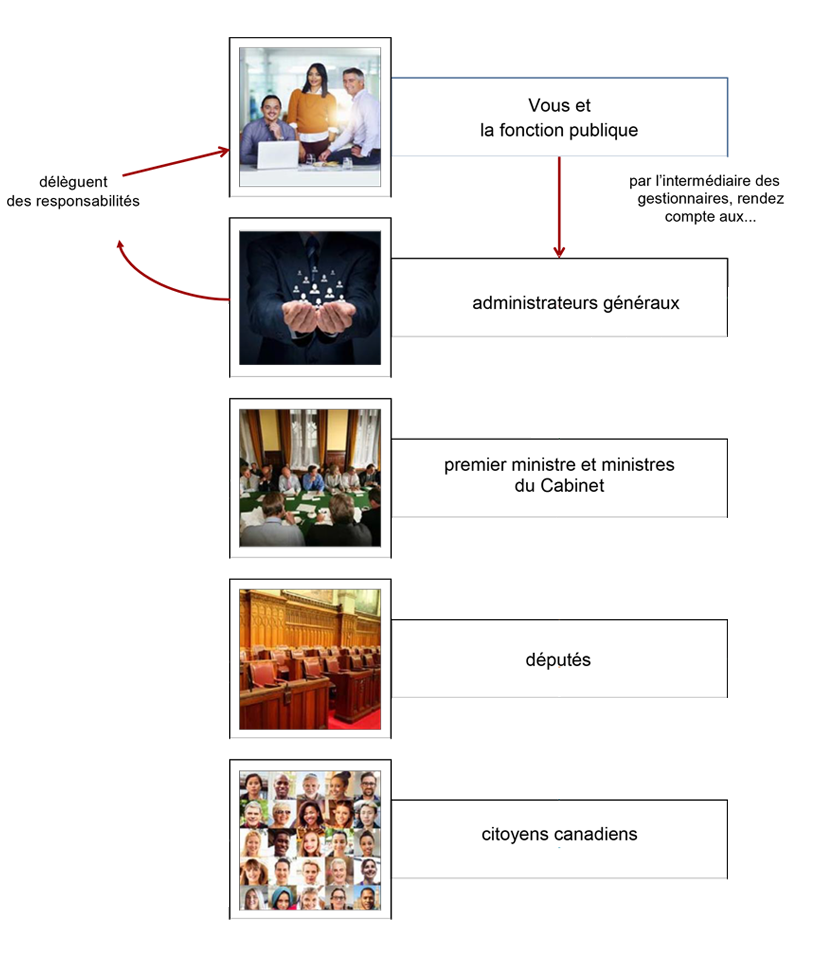 Vous et
la fonction publique
délèguent
des responsabilités
par l’intermédiaire des
gestionnaires, rendez
compte aux...
administrateurs généraux
premier ministre et ministres
du Cabinet
députés
citoyens canadiens